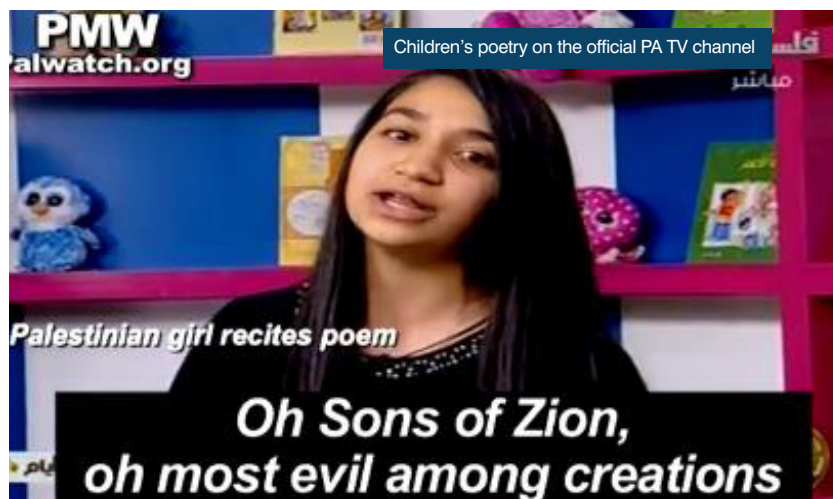 PMW
Palwatch.org
Children's poetry on the official PA TV channel
مباشر
Palestinian girl recites poem
Oh Sons of Zion,
oh most evil among creations